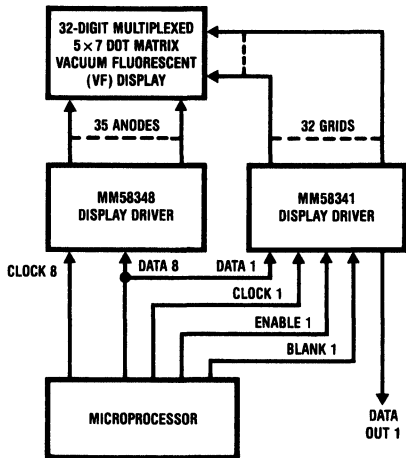 32-DIGIT MULTIPLEXED
5 × 7 DOT MATRIX
VACUUM FLUORESCENT
(VF) DISPLAY
35 ANODES
32 GRIDS
MM58348
DISPLAY DRIVER
MM58341
DISPLAY DRIVER
CLOCK 8
DATA 8
DATA 1
CLOCK 1
ENABLE 1
BLANK 1
MICROPROCESSOR
DATA
OUT 1